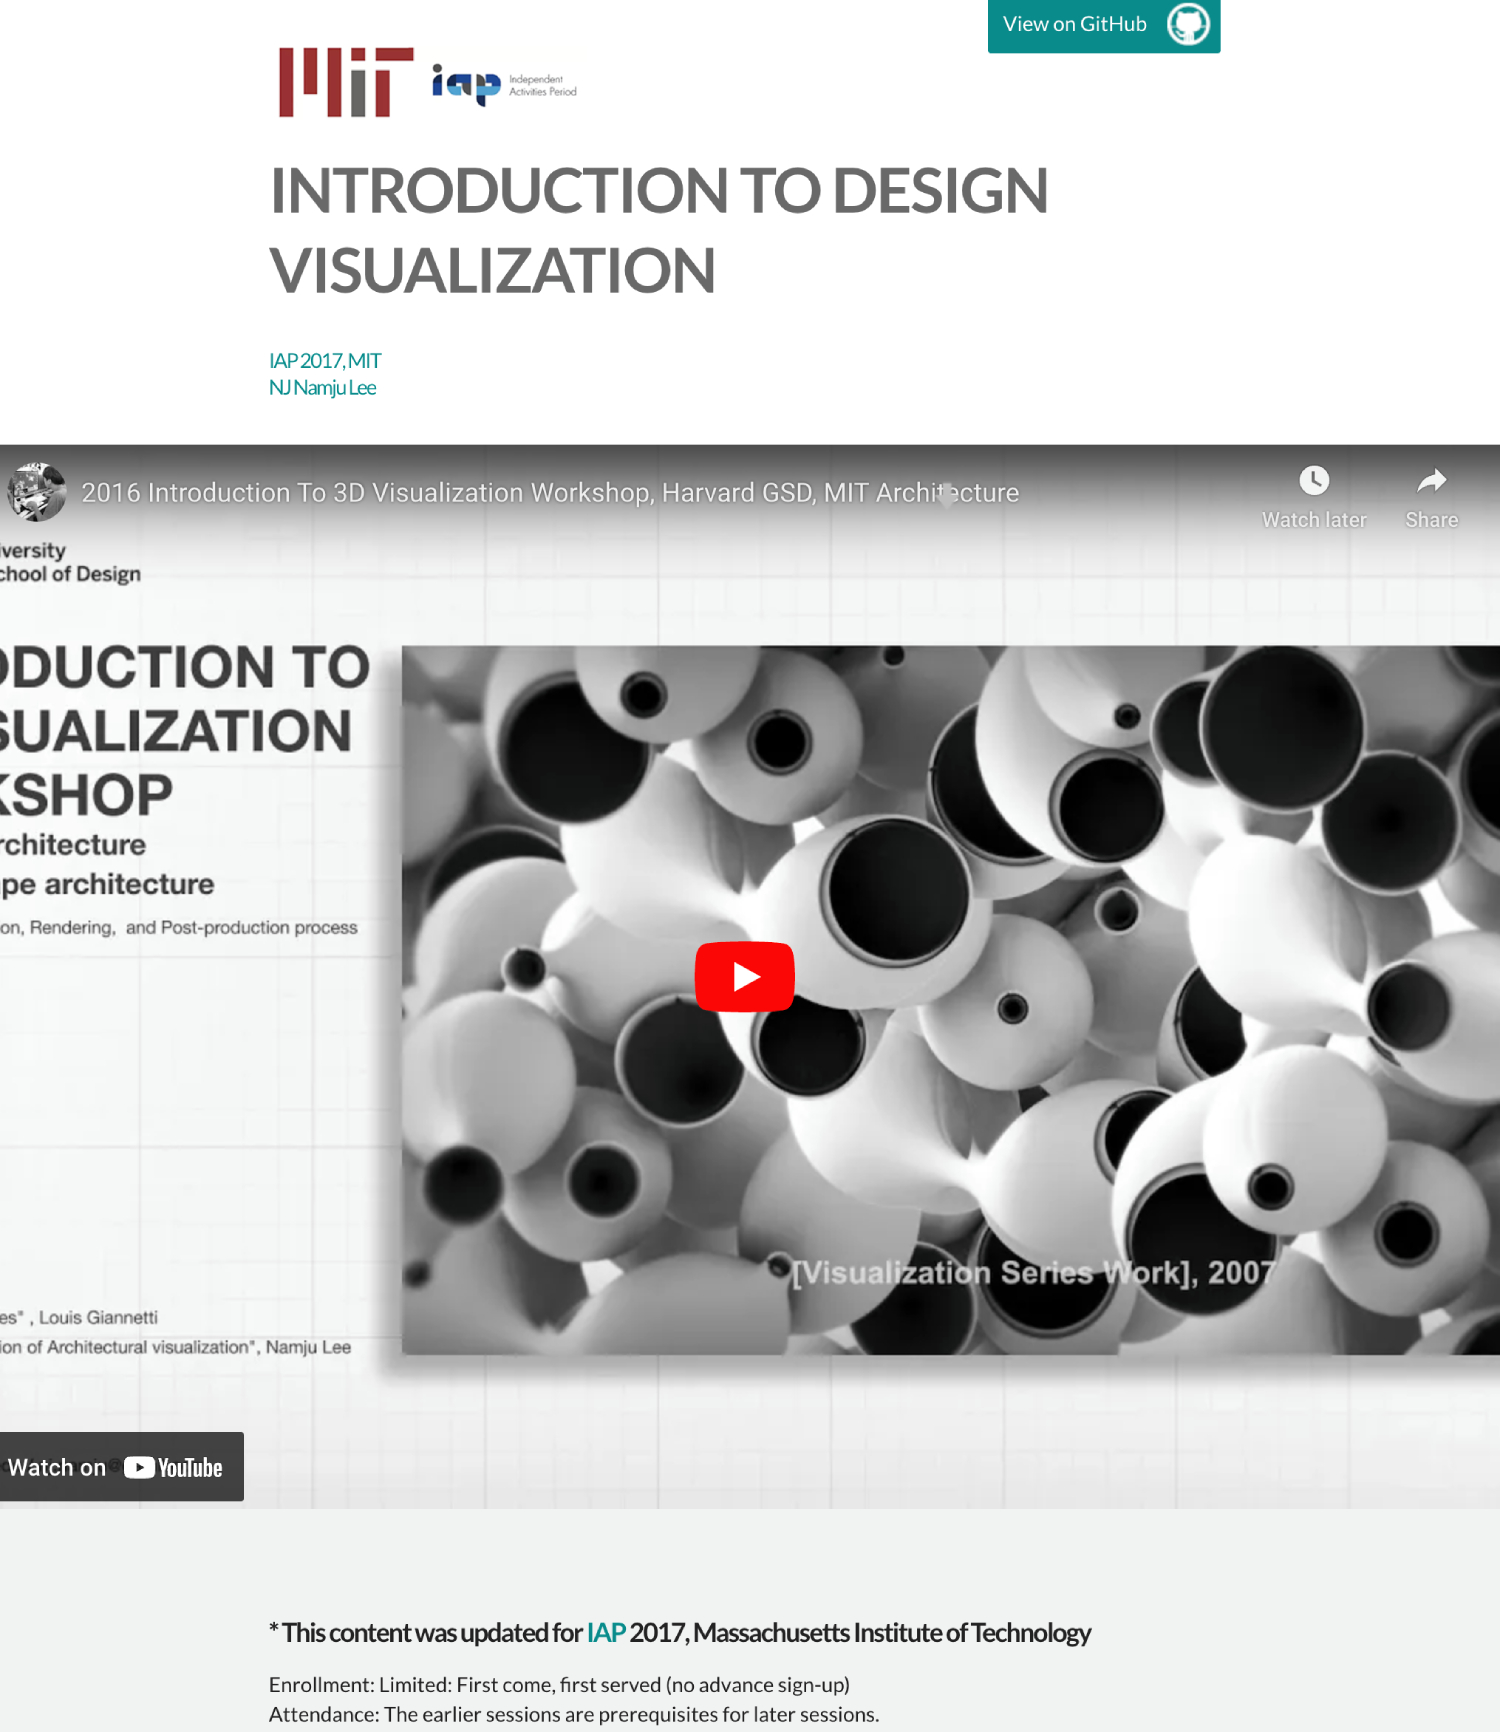 View on GitHub
MIT iap Independent
Activities Period
INTRODUCTION TO DESIGN
VISUALIZATION
IAP 2017, MIT
NJ Namju Lee
2016 Introduction To 3D Visualization Workshop, Harvard GSD, MIT Architecture
Watch later
Share
iversity
chool of Design
ODUCTION TO
SUALIZATION
KSHOP
rchitecture
pe architecture
on, Rendering, and Post-production process
[Visualization Series Work], 2007
es" , Louis Giannetti
ion of Architectural visualization", Namju Lee
Watch on YouTube
* This content was updated for IAP 2017, Massachusetts Institute of Technology
Enrollment: Limited: First come, first served (no advance sign-up)
Attendance: The earlier sessions are prerequisites for later sessions.